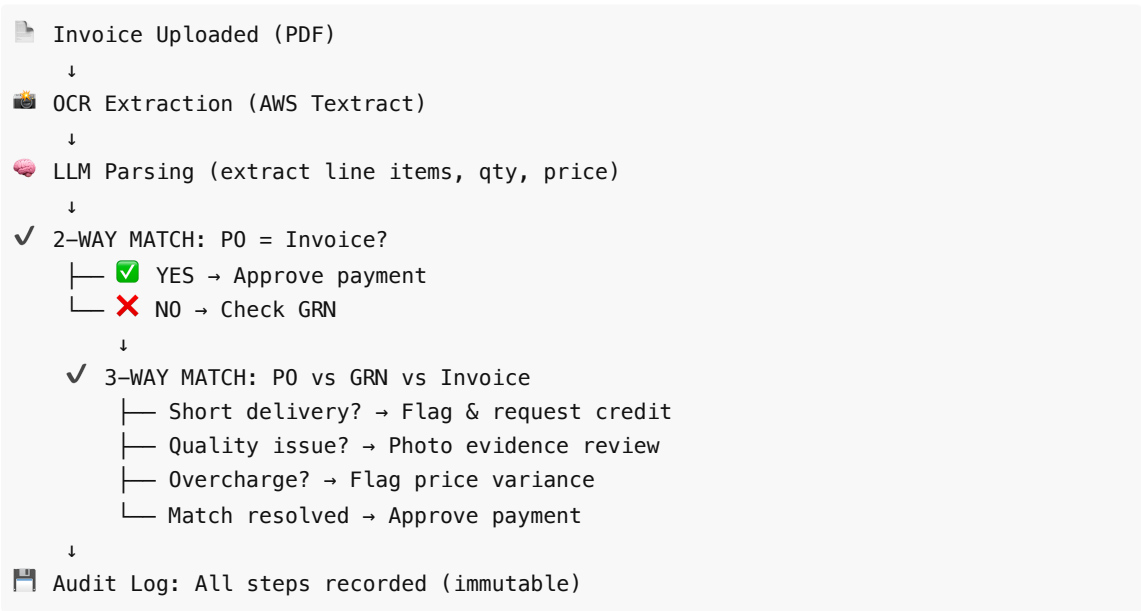 📄 Invoice Uploaded (PDF)
↓
📸 OCR Extraction (AWS Textract)
↓
🧠 LLM Parsing (extract line items, qty, price)
↓
✓ 2-WAY MATCH: PO = Invoice?
├── ✅ YES → Approve payment
└── ❌ NO → Check GRN
↓
✓ 3-WAY MATCH: PO vs GRN vs Invoice
├── Short delivery? → Flag & request credit
├── Quality issue? → Photo evidence review
├── Overcharge? → Flag price variance
└── Match resolved → Approve payment
↓
💾 Audit Log: All steps recorded (immutable)